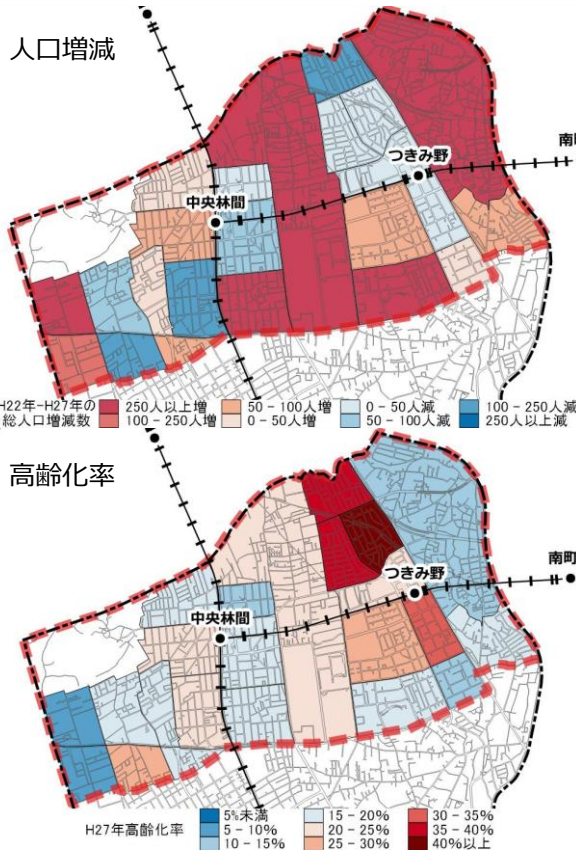 人口増減
つきみ野
南町
中央林間
H22年-H27年の
総人口増減数
250人以上増
100-250人増
50-100人増
0-50人増
0-50人減
50-100人減
100-250人減
250人以上減
高齢化率
つきみ野
南町
中央林間
H27年高齢化率
5%未満
5-10%
10-15%
15-20%
20-25%
25-30%
30-35%
35-40%
40%以上